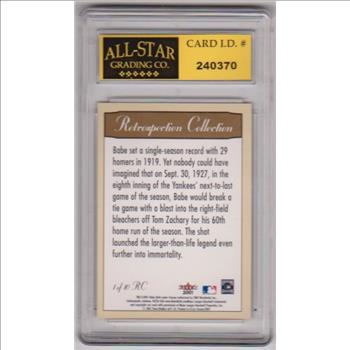 ALL-STAR
GRADING CO.
CARD I.D. #
240370
Retrospection Collection
Babe set a single-season record with 29
homers in 1919. Yet nobody could have
imagined that on Sept. 30, 1927, in the
eighth inning of the Yankees' next-to-last
game of the season, Babe would break a
tie game with a blast into the right-field
bleachers off Tom Zachary for his 60th
home run of the season. The shot
launched the larger-than-life legend even
further into immortality.
1 of 10 RC
2001